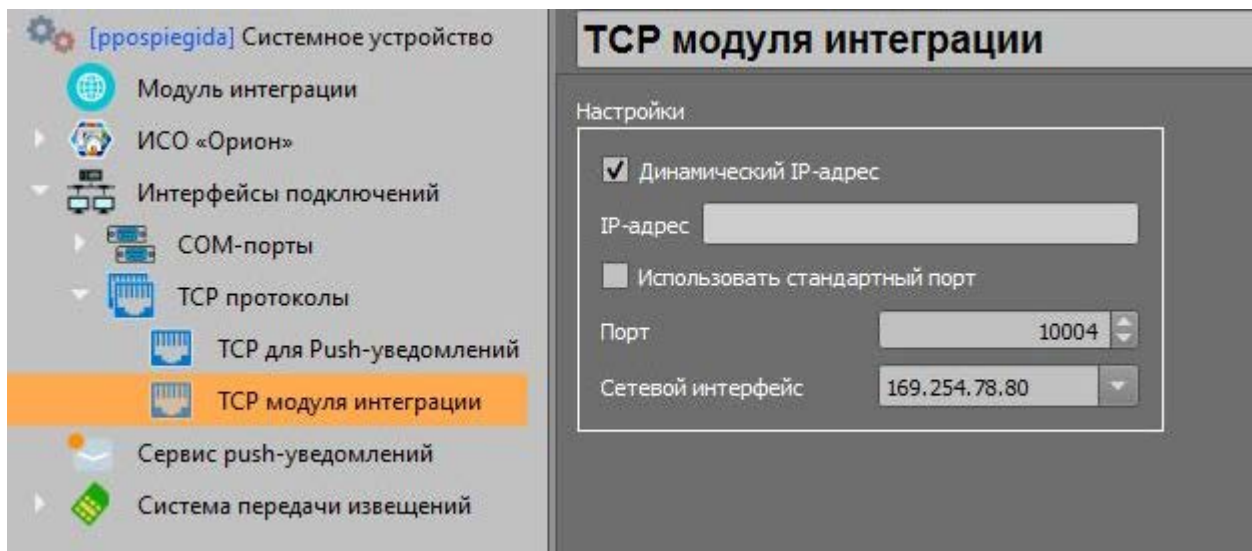 [ppospiegida] Системное устройство
Модуль интеграции
ИСО «Орион»
Интерфейсы подключений
COM-порты
TCP протоколы
TCP для Push-уведомлений
TCP модуля интеграции
Сервис push-уведомлений
Система передачи извещений
TCP модуля интеграции
Настройки
Динамический IP-адрес
IP-адрес
Использовать стандартный порт
Порт 10004
Сетевой интерфейс 169.254.78.80